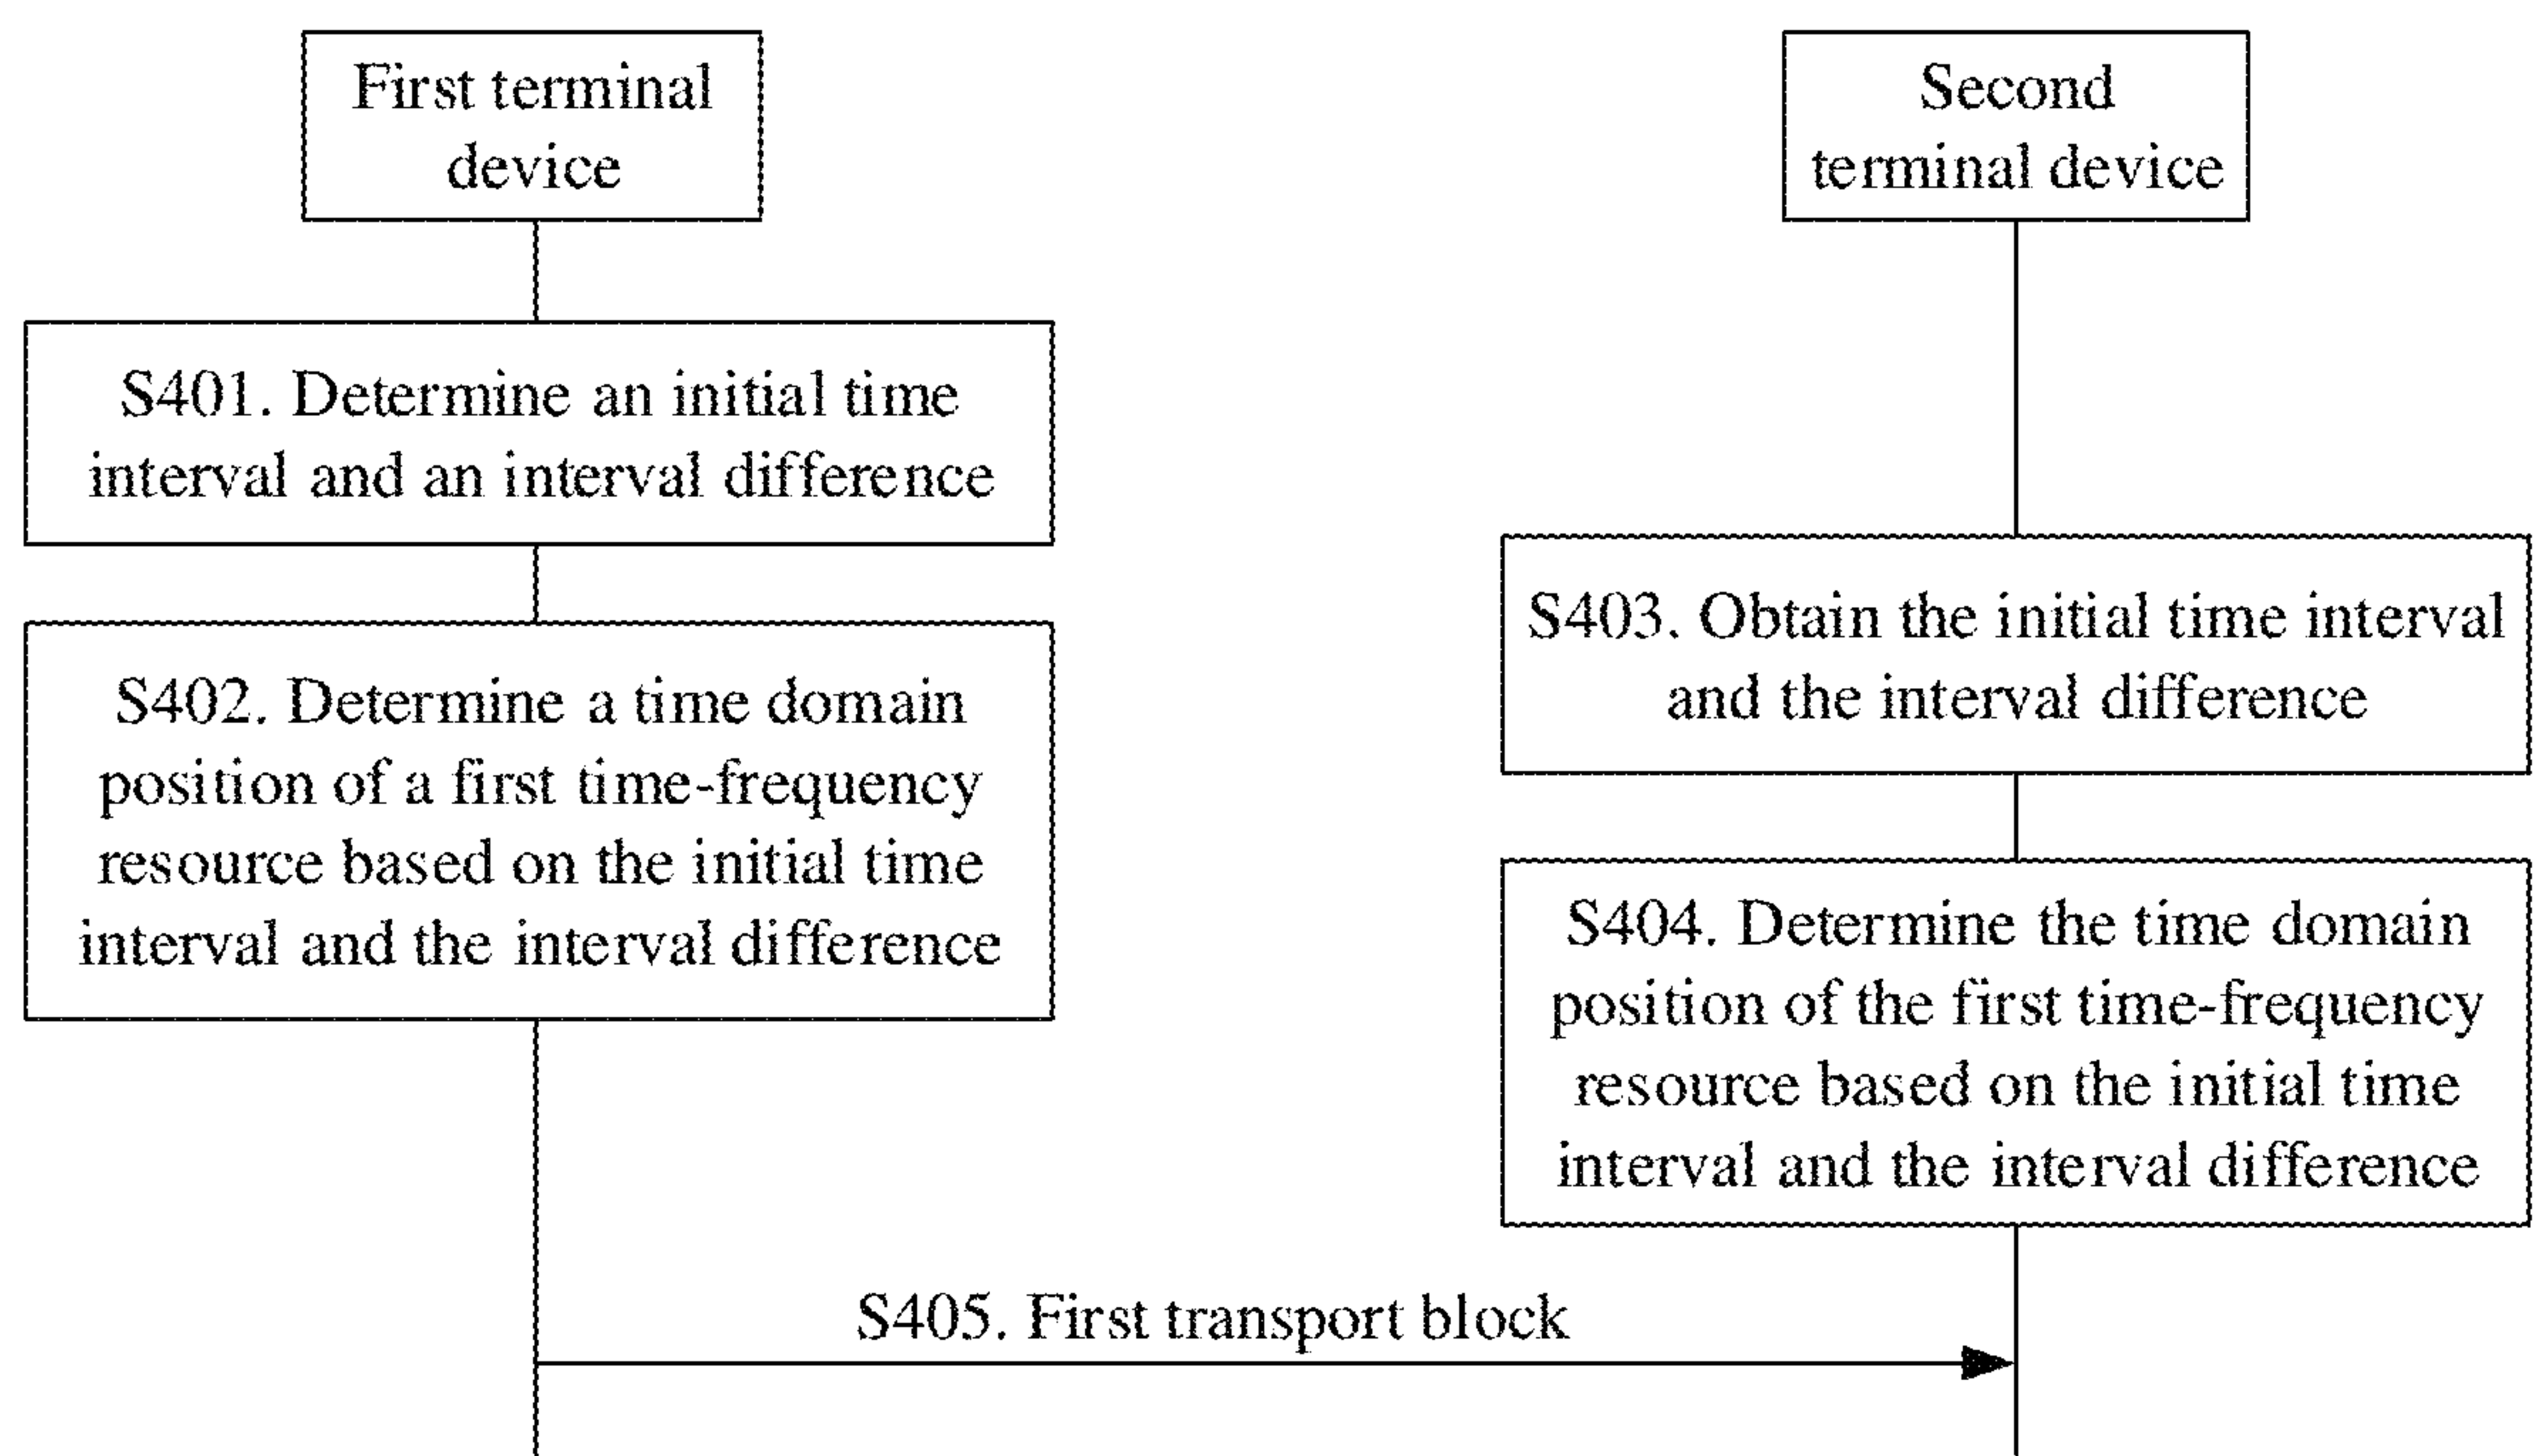 First terminal
device
Second
terminal device
S401. Determine an initial time
interval and an interval difference
S402. Determine a time domain
position of a first time-frequency
resource based on the initial time
interval and the interval difference
S403. Obtain the initial time interval
and the interval difference
S404. Determine the time domain
position of the first time-frequency
resource based on the initial time
interval and the interval difference
S405. First transport block